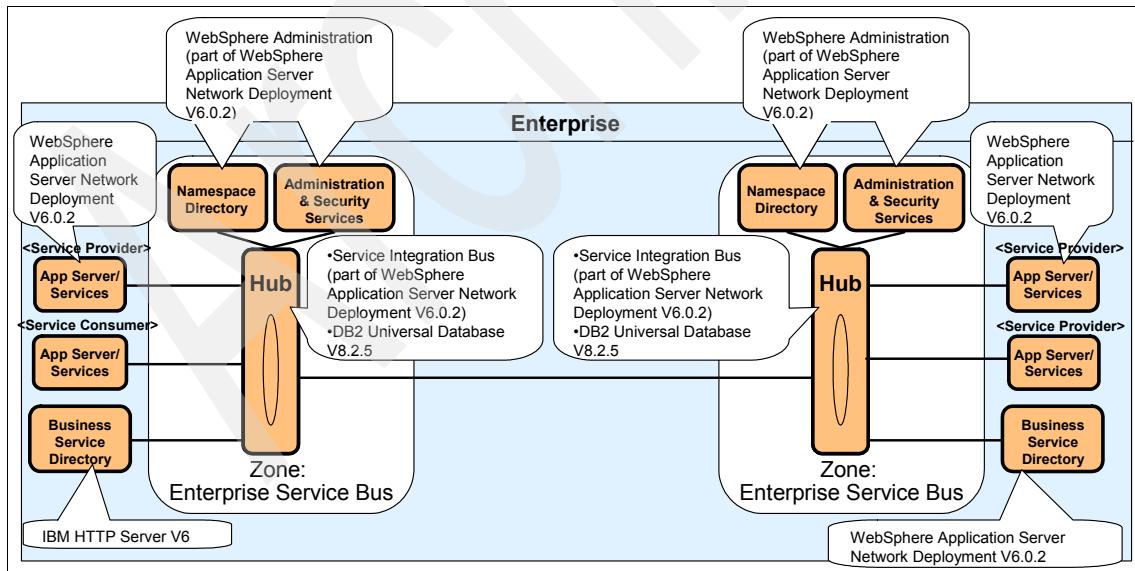 WebSphere Administration
(part of WebSphere
Application Server
Network Deployment
V6.0.2)
WebSphere Administration
(part of WebSphere
Application Server
Network Deployment
V6.0.2)
Enterprise
WebSphere
Application
Server Network
Deployment
V6.0.2
Namespace
Directory
Administration
& Security
Services
Namespace
Directory
Administration
& Security
Services
WebSphere
Application
Server Network
Deployment
V6.0.2
<Service Provider>
App Server/
Services
<Service Consumer>
App Server/
Services
Business
Service
Directory
Hub
•Service Integration Bus
(part of WebSphere
Application Server Network
Deployment V6.0.2)
•DB2 Universal Database
V8.2.5
•Service Integration Bus
(part of WebSphere
Application Server Network
Deployment V6.0.2)
•DB2 Universal Database
V8.2.5
Hub
<Service Provider>
App Server/
Services
<Service Provider>
App Server/
Services
Business
Service
Directory
Zone:
Enterprise Service Bus
Zone:
Enterprise Service Bus
IBM HTTP Server V6
WebSphere Application Server
Network Deployment V6.0.2